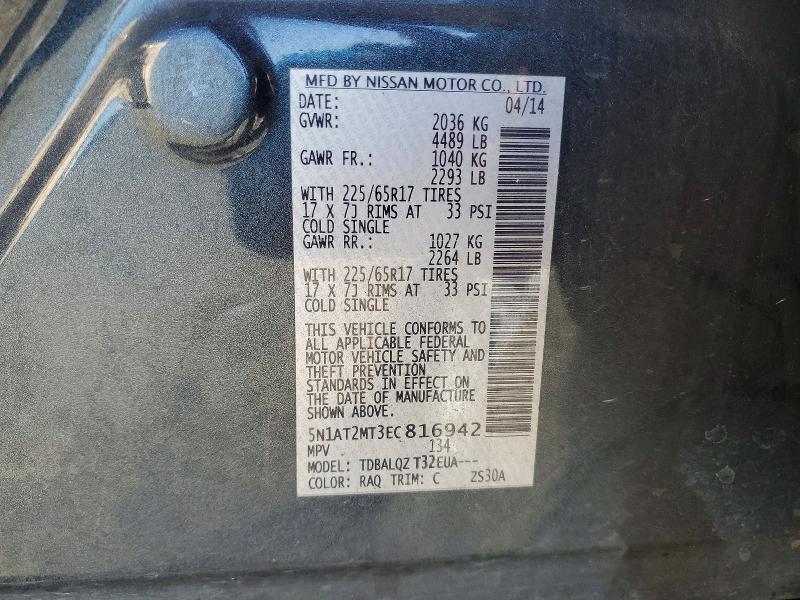 MFD BY NISSAN MOTOR CO., LTD.
DATE: 04/14
GVWR: 2036 KG
4489 LB
GAWR FR.: 1040 KG
2293 LB
WITH 225/65R17 TIRES
17 X 7J RIMS AT 33 PSI
COLD SINGLE
GAWR RR.: 1027 KG
2264 LB
WITH 225/65R17 TIRES
17 X 7J RIMS AT 33 PSI
COLD SINGLE
THIS VEHICLE CONFORMS TO
ALL APPLICABLE FEDERAL
MOTOR VEHICLE SAFETY AND
THEFT PREVENTION
STANDARDS IN EFFECT ON
THE DATE OF MANUFACTURE
SHOWN ABOVE.
5N1AT2MT3EC816942
MPV 134
MODEL: TDBALQZ T32EUA---
COLOR: RAQ TRIM: C ZS30A